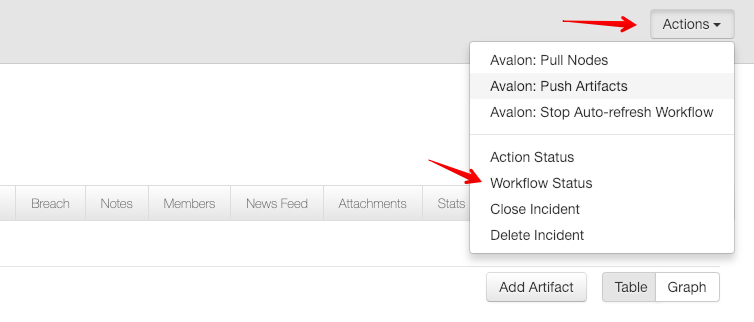 Actions
Avalon: Pull Nodes
Avalon: Push Artifacts
Avalon: Stop Auto-refresh Workflow
Action Status
Workflow Status
Close Incident
Delete Incident
Breach Notes Members News Feed Attachments Stats
Add Artifact Table Graph